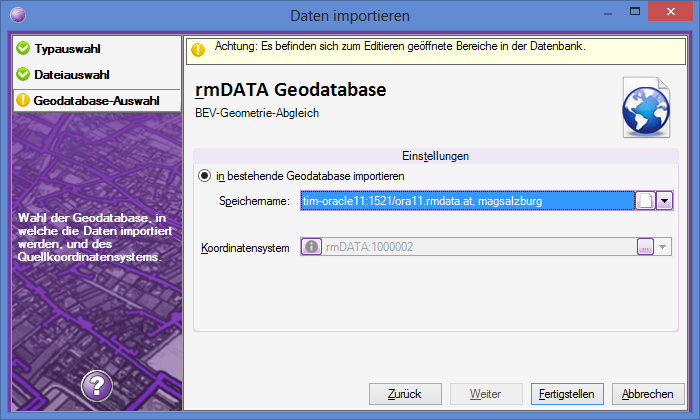 Daten importieren
Typauswahl
Dateiauswahl
Geodatabase-Auswahl
Wahl der Geodatabase, in
welche die Daten importiert
werden, und des
Quellkoordinatensystems.
?
Achtung: Es befinden sich zum Editieren geöffnete Bereiche in der Datenbank.
rmDATA Geodatabase
BEV-Geometrie-Abgleich
Einstellungen
in bestehende Geodatabase importieren
Speichername:
tim-oracle11:1521/ora11.rmdata.at, magsalzburg
Koordinatensystem
rmDATA:1000002
...
Zurück
Weiter
Fertigstellen
Abbrechen